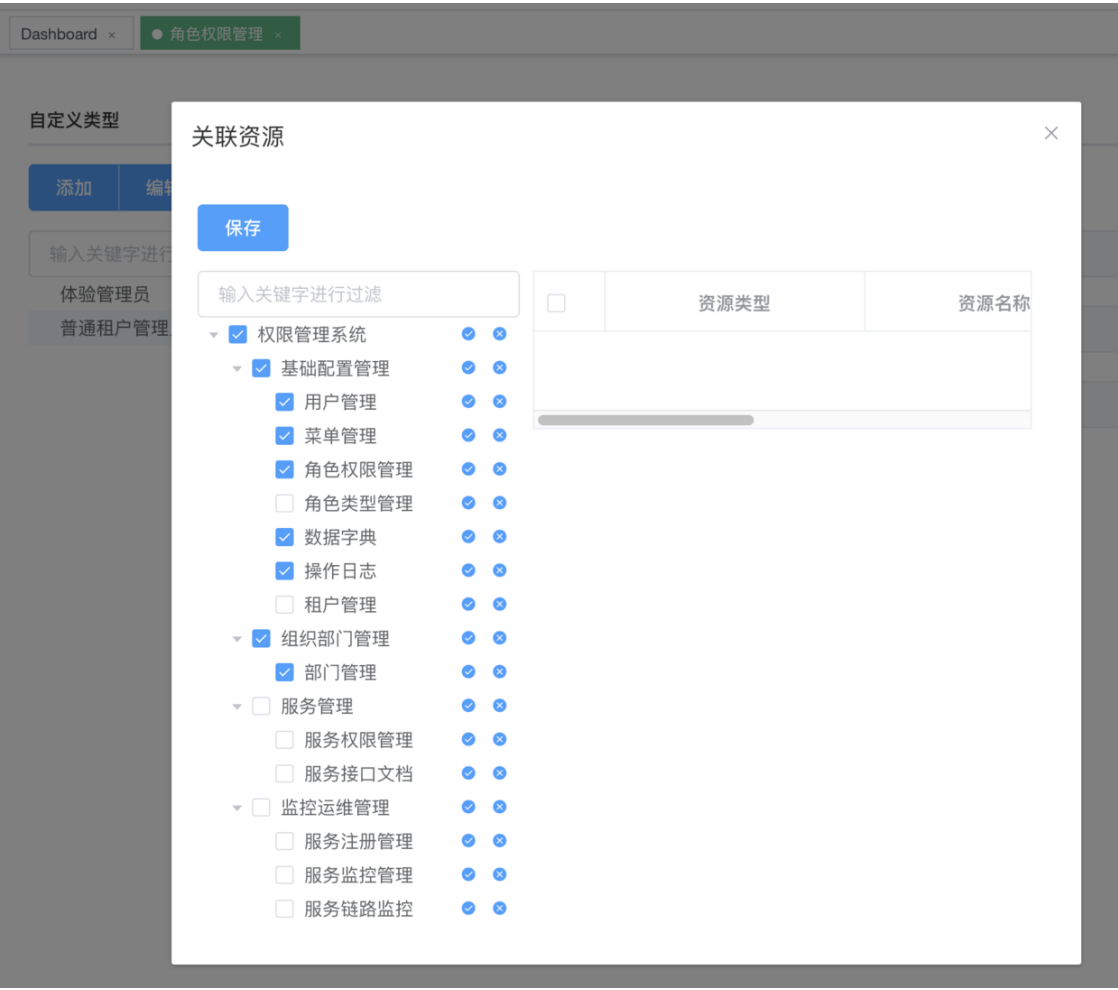 Dashboard ×
角色权限管理 ×
自定义类型
添加
输入关键字进行
体验管理员
普通租户管理
关联资源
保存
输入关键字进行过滤
资源类型
资源名称
权限管理系统
基础配置管理
用户管理
菜单管理
角色权限管理
角色类型管理
数据字典
操作日志
租户管理
组织部门管理
部门管理
服务管理
服务权限管理
服务接口文档
监控运维管理
服务注册管理
服务监控管理
服务链路监控